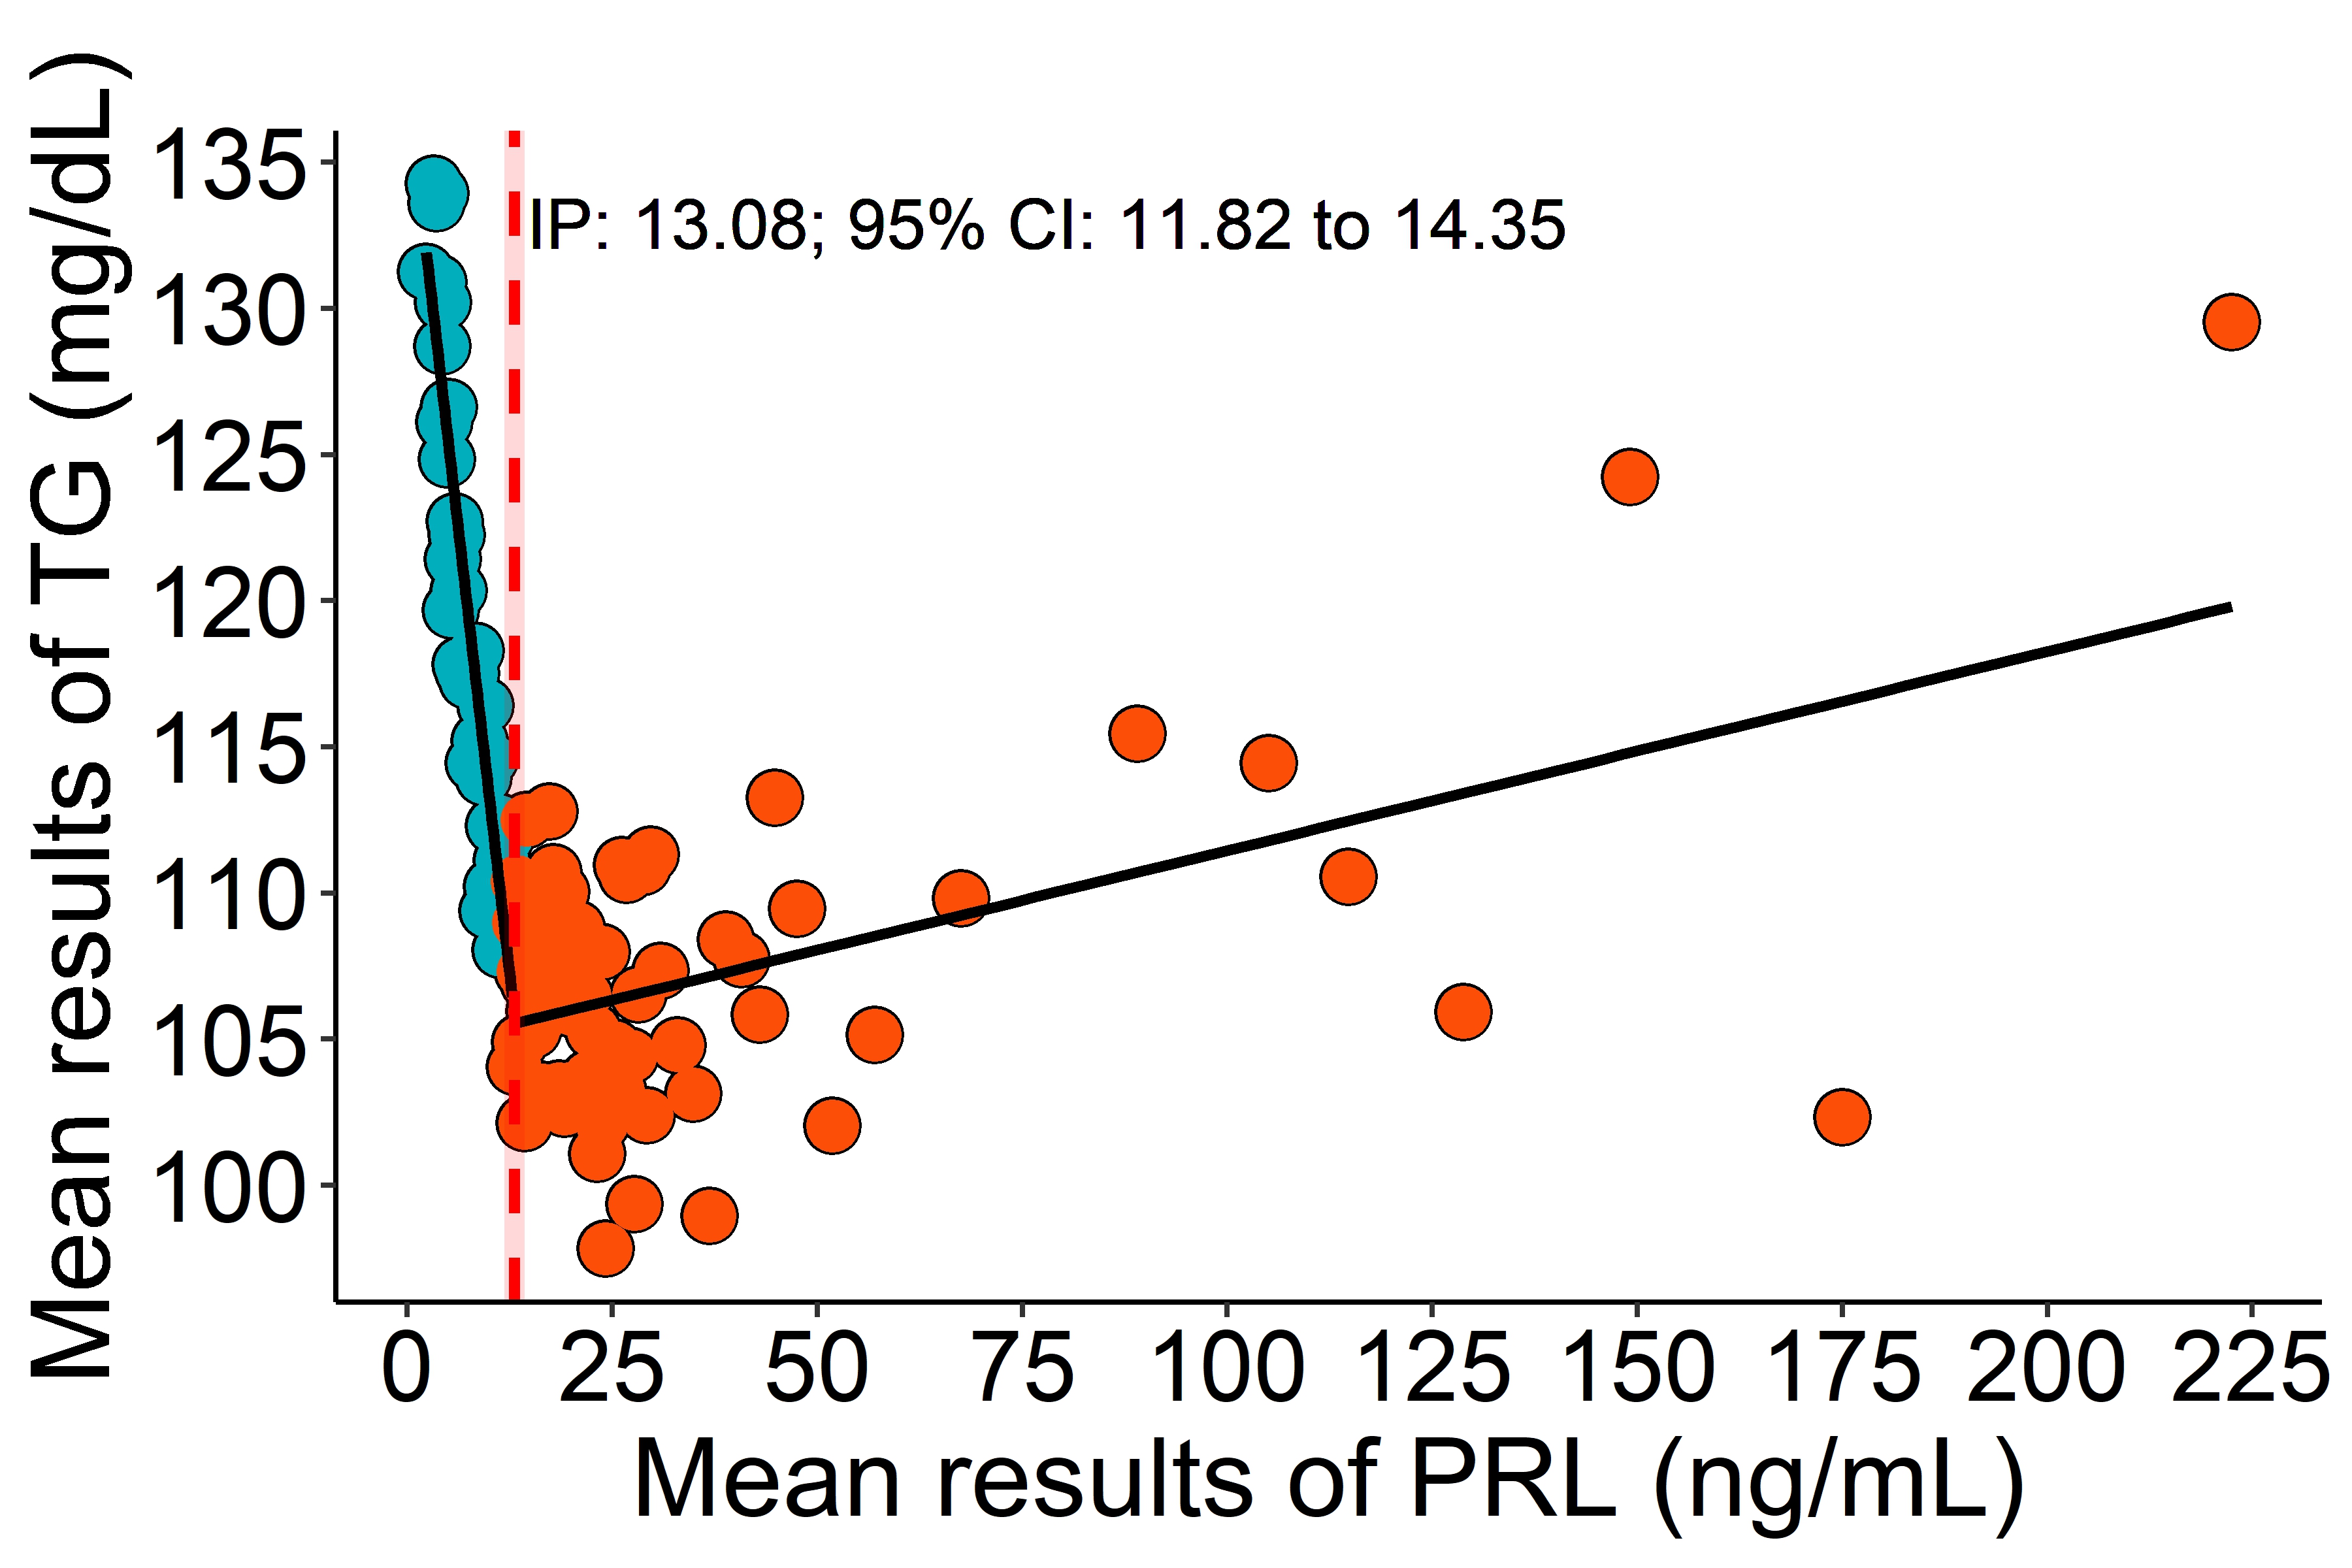 Mean results of TG (mg/dL)
135
130
125
120
115
110
105
100
IP: 13.08; 95% CI: 11.82 to 14.35
0 25 50 75 100 125 150 175 200 225
Mean results of PRL (ng/mL)